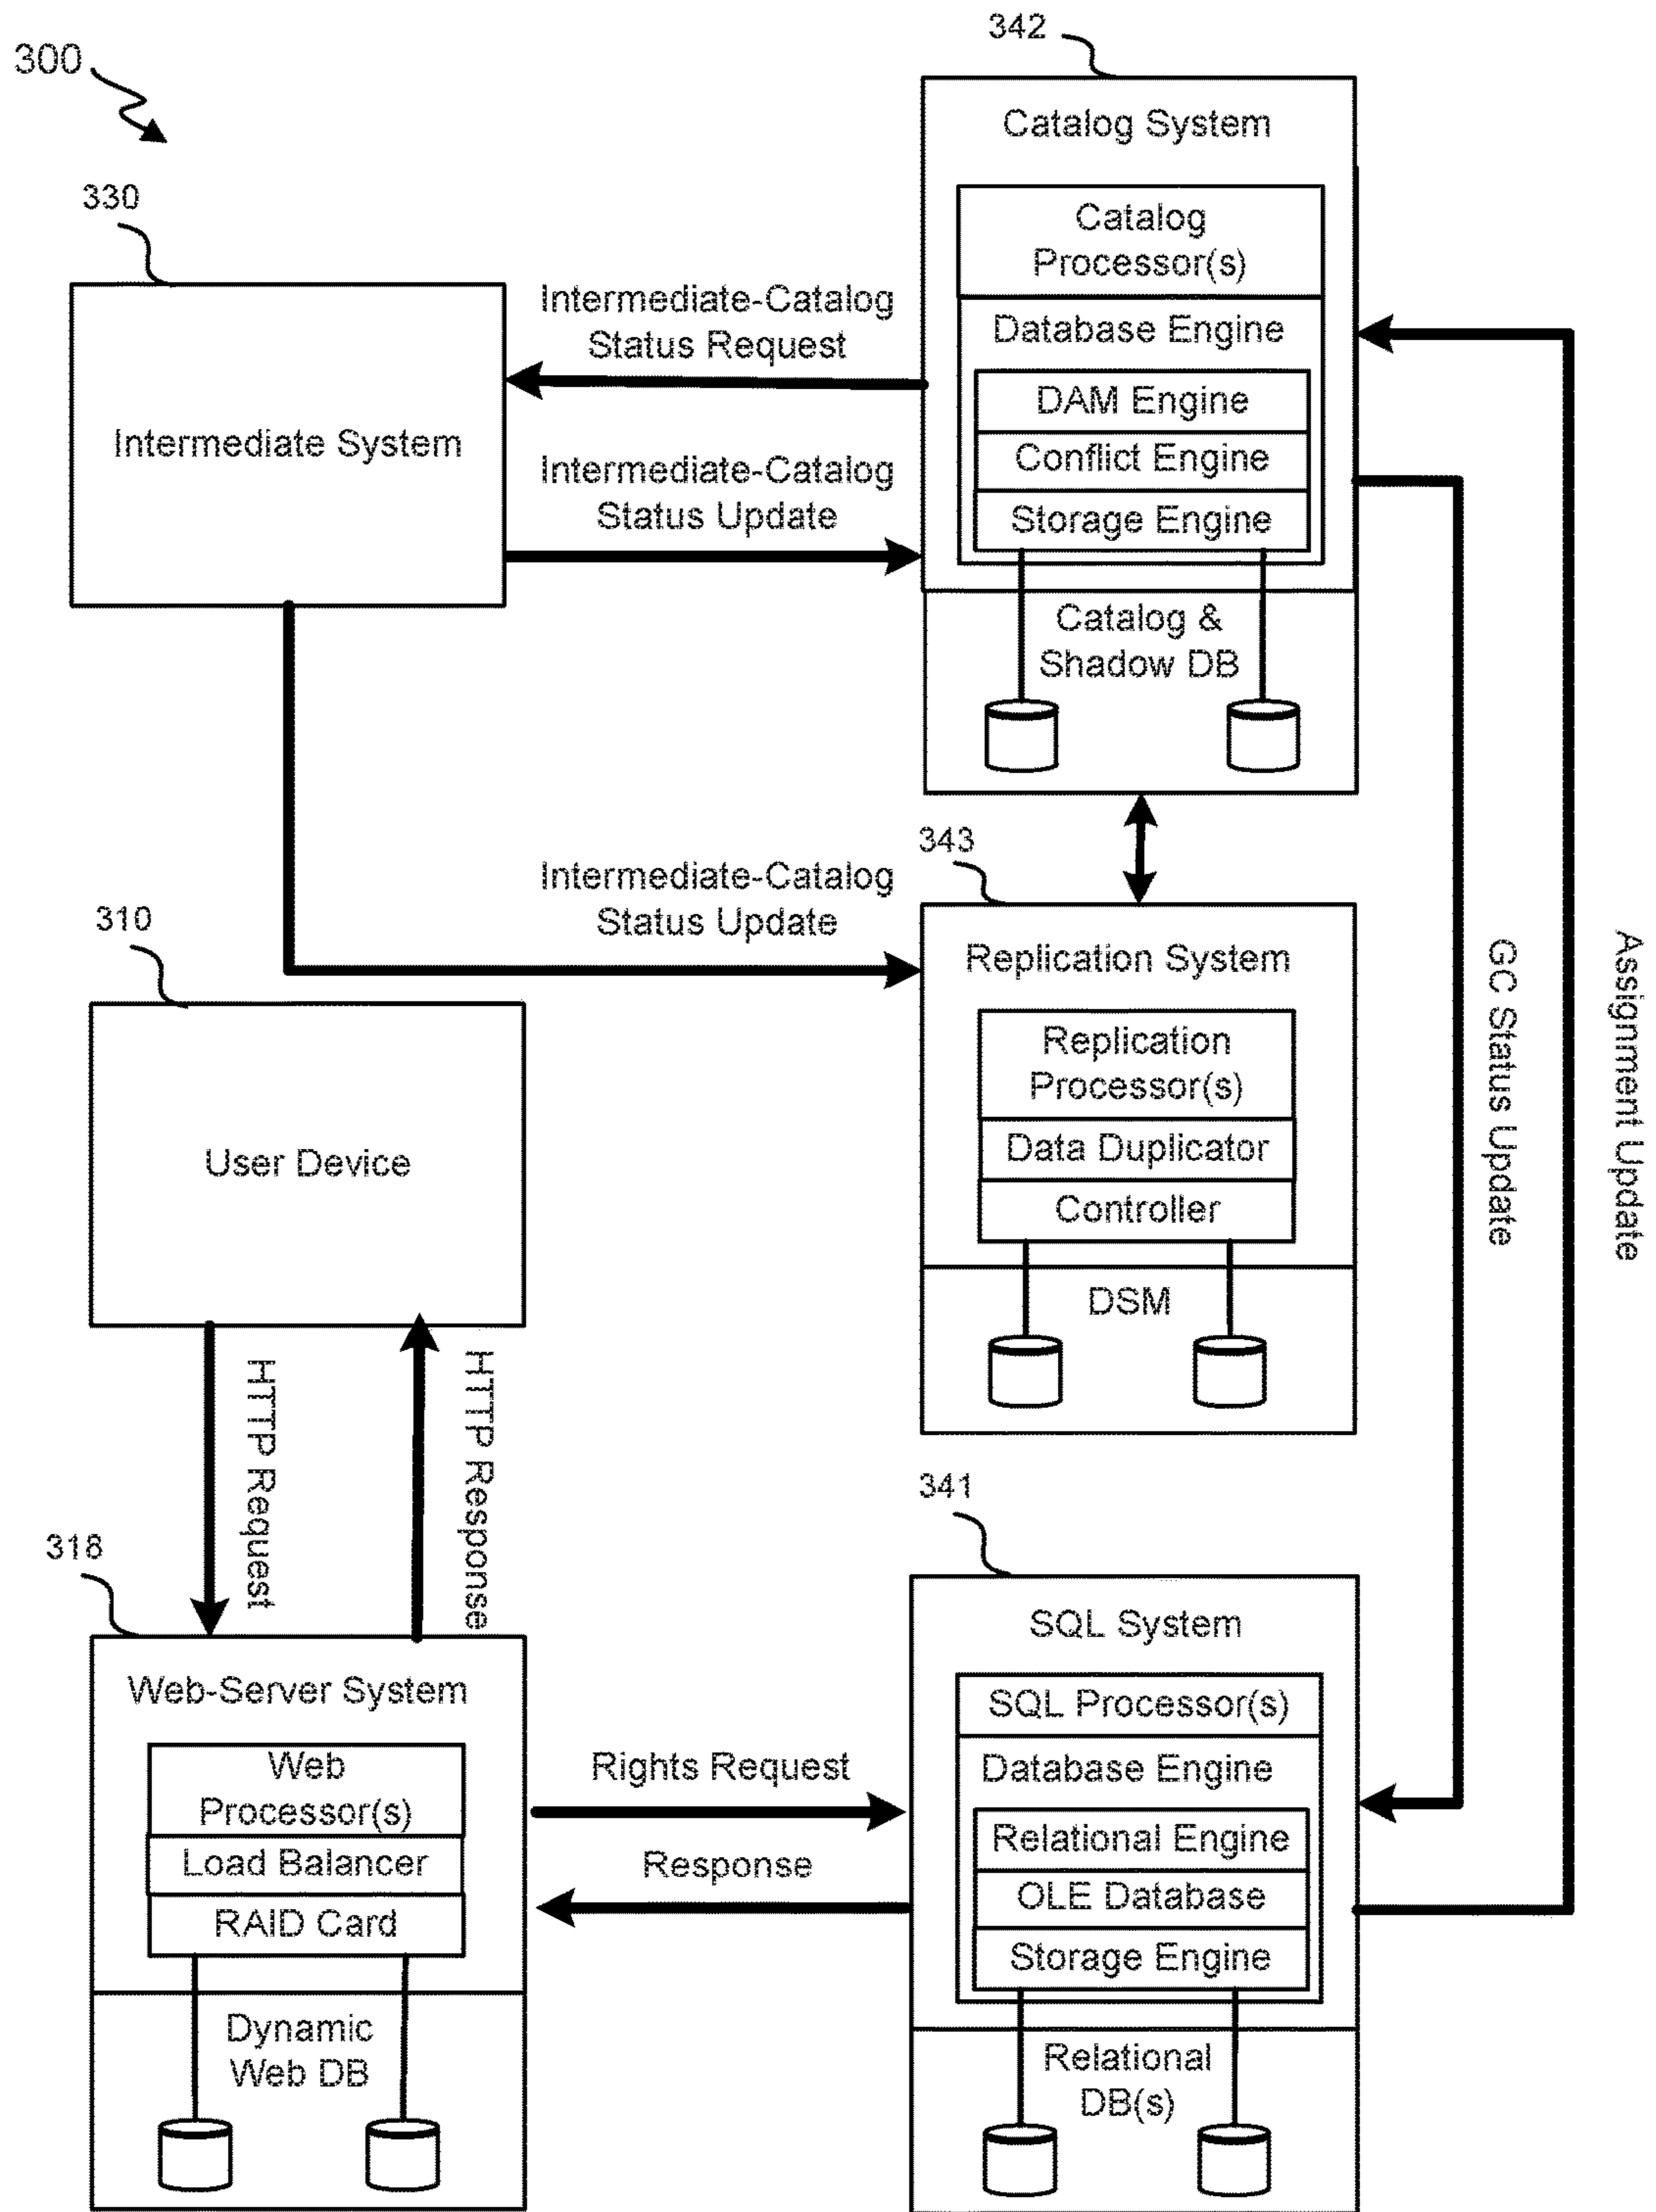 342
300
Catalog System
330
Catalog
Processor(s)
Intermediate-Catalog
Status Request
Database Engine
DAM Engine
Intermediate System
Conflict Engine
Intermediate-Catalog
Status Update
Storage Engine
Catalog &
Shadow DB
343
Intermediate-Catalog
Status Update
310
Replication System
GC Status Update
Assignment Update
Replication
Processor(s)
User Device
Data Duplicator
Controller
DSM
HTTP Request
HTTP Response
341
318
SQL System
Web-Server System
SQL Processor(s)
Web
Processor(s)
Rights Request
Database Engine
Relational Engine
Load Balancer
Response
OLE Database
RAID Card
Storage Engine
Dynamic
Web DB
Relational
DB(s)